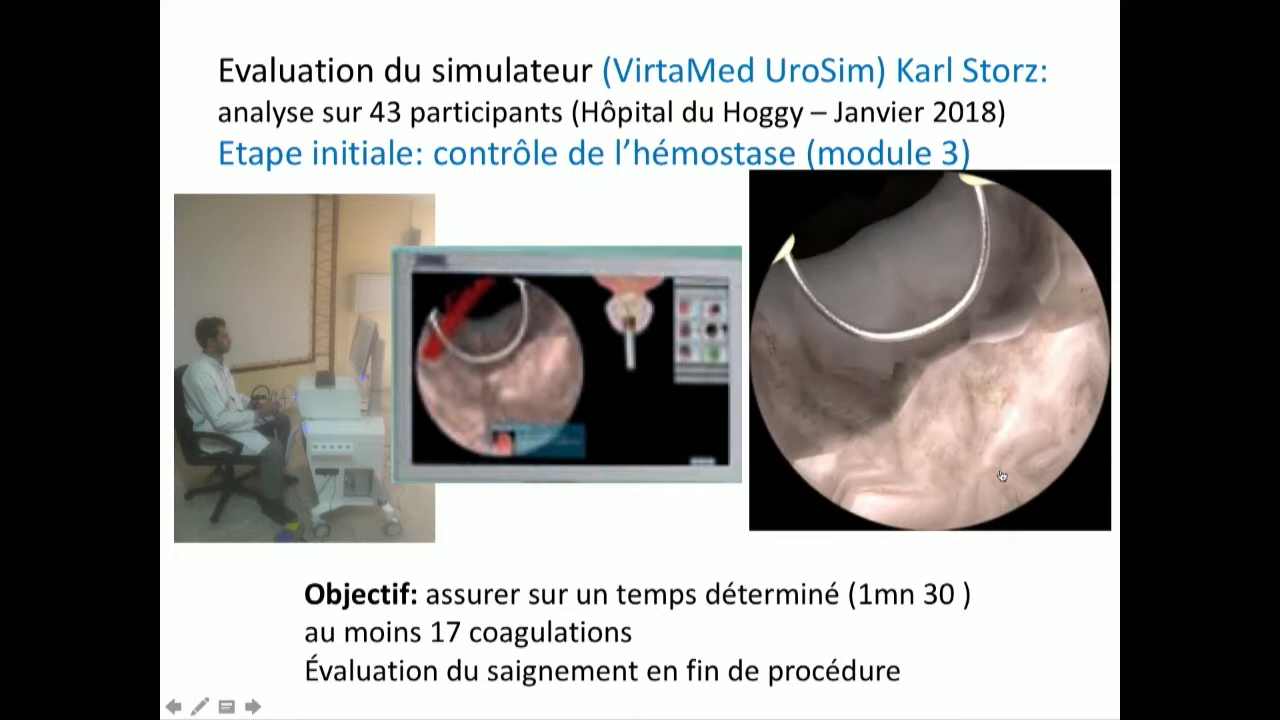 Evaluation du simulateur (VirtaMed UroSim) Karl Storz:
analyse sur 43 participants (Hôpital du Hoggy – Janvier 2018)
Etape initiale: contrôle de l’hémostase (module 3)
Objectif: assurer sur un temps déterminé (1mn 30 )
au moins 17 coagulations
Évaluation du saignement en fin de procédure